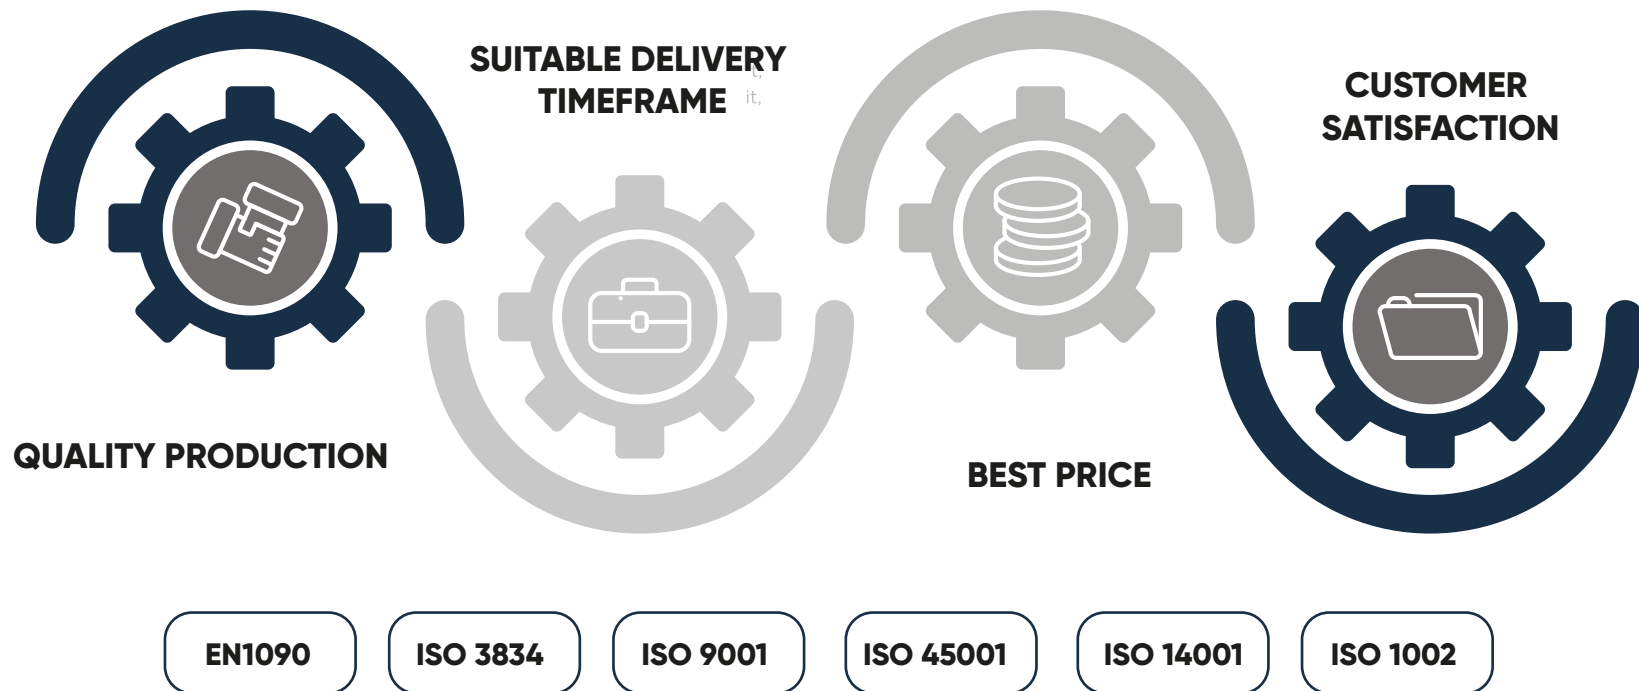 SUITABLE DELIVERY
TIMEFRAME
t,
it,
CUSTOMER
SATISFACTION
QUALITY PRODUCTION
BEST PRICE
EN1090
ISO 3834
ISO 9001
ISO 45001
ISO 14001
ISO 1002